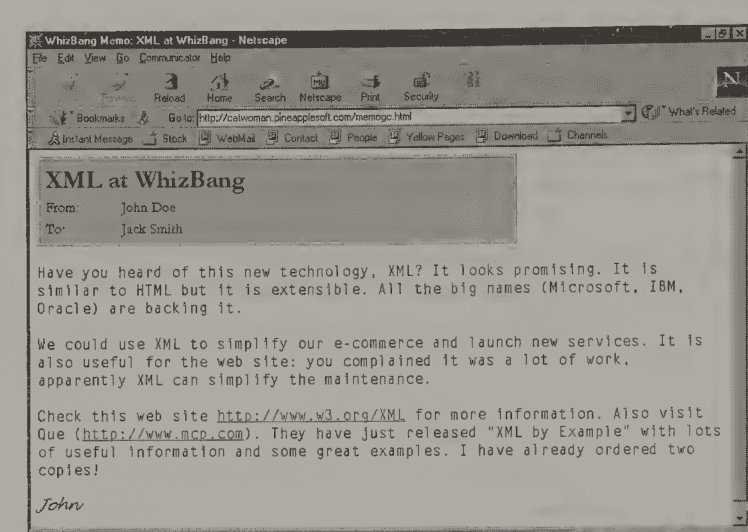 WhizBang Memo: XML at WhizBang - Netscape
File Edit View Go Communicator Help
Reload Home Search Netscape Print Security
N
Bookmarks Go to: http://catwoman.pineapplesoft.com/memogc.html What's Related
Instant Message Stock WebMail Contact People Yellow Pages Download Channels
XML at WhizBang
From: John Doe
To: Jack Smith
Have you heard of this new technology, XML? It looks promising. It is
similar to HTML but it is extensible. All the big names (Microsoft, IBM,
Oracle) are backing it.
We could use XML to simplify our e-commerce and launch new services. It is
also useful for the web site: you complained it was a lot of work,
apparently XML can simplify the maintenance.
Check this web site http://www.w3.org/XML for more information. Also visit
Que (http://www.mcp.com). They have just released "XML by Example" with lots
of useful information and some great examples. I have already ordered two
copies!
John